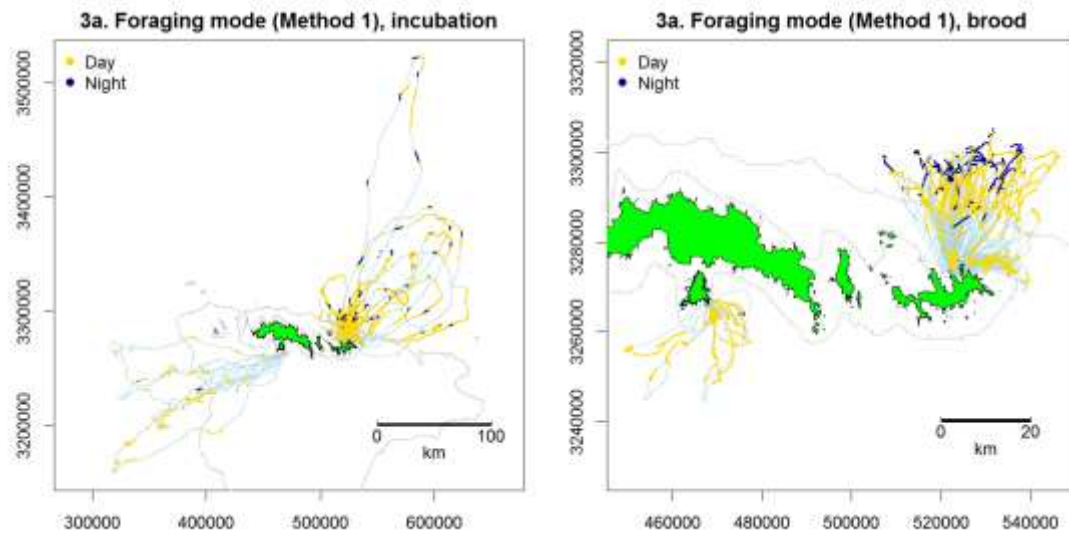 3a. Foraging mode (Method 1), incubation
Day
Night
3500000
3400000
3300000
3200000
0 100
km
300000 400000 500000 600000
3a. Foraging mode (Method 1), brood
Day
Night
3320000
3300000
3280000
3260000
3240000
0 20
km
460000 480000 500000 520000 540000